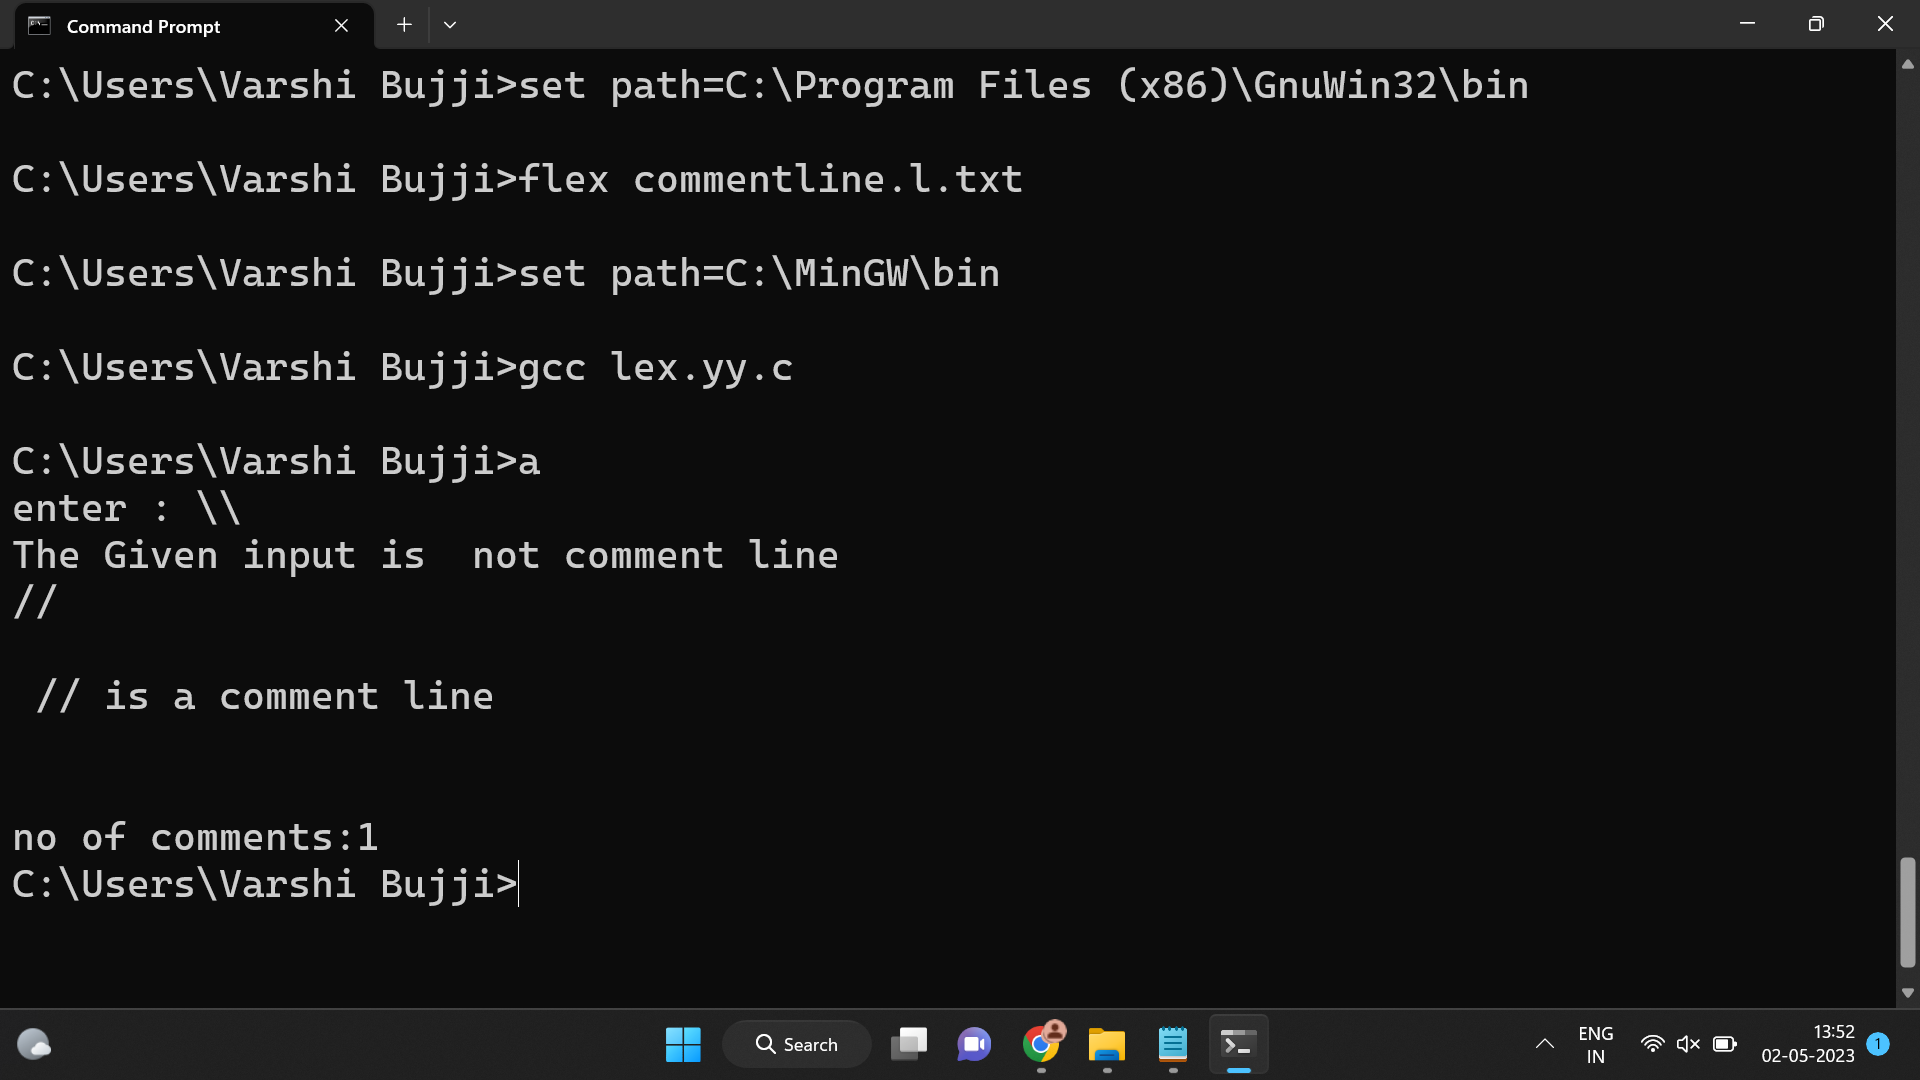 Command Prompt
C:\Users\Varshi Bujji>set path=C:\Program Files (x86)\GnuWin32\bin
C:\Users\Varshi Bujji>flex commentline.l.txt
C:\Users\Varshi Bujji>set path=C:\MinGW\bin
C:\Users\Varshi Bujji>gcc lex.yy.c
C:\Users\Varshi Bujji>a
enter : \\
The Given input is  not comment line
//
 // is a comment line
no of comments:1
C:\Users\Varshi Bujji>
Search
ENG
IN
13:52
02-05-2023
1